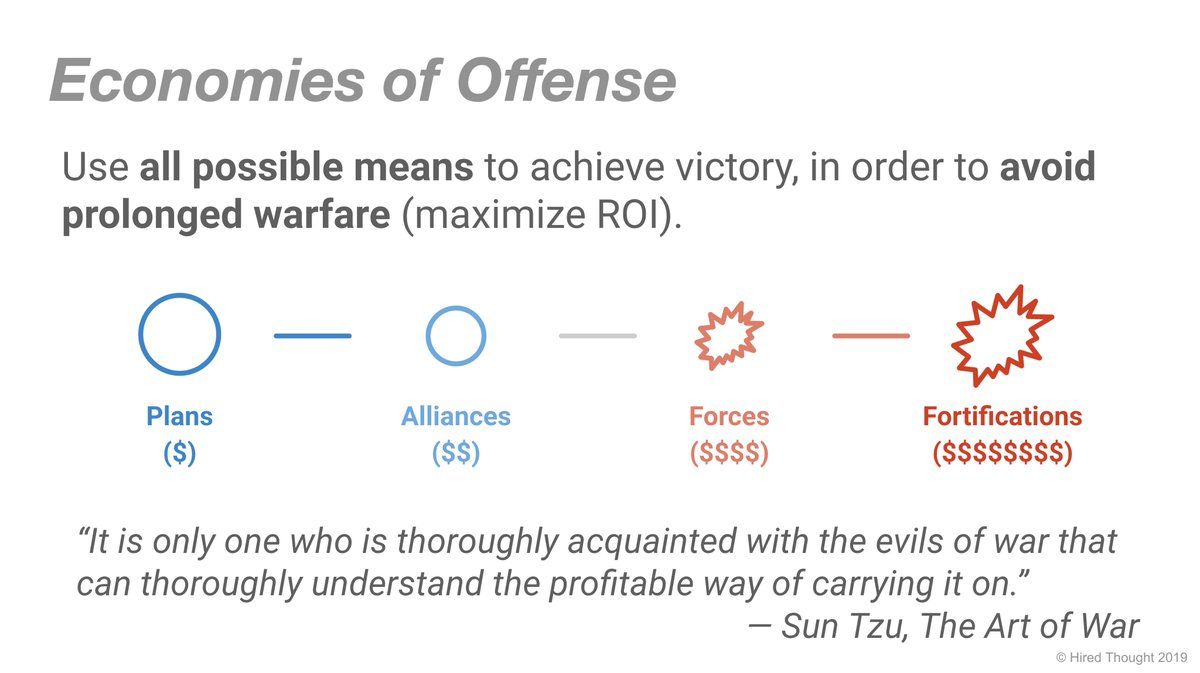 Economies of Offense
Use all possible means to achieve victory, in order to avoid
prolonged warfare (maximize ROI).
Plans
($)
Alliances
($$)
Forces
($$$$)
Fortifications
($$$$$$$$)
“It is only one who is thoroughly acquainted with the evils of war that
can thoroughly understand the profitable way of carrying it on.”
— Sun Tzu, The Art of War
© Hired Thought 2019